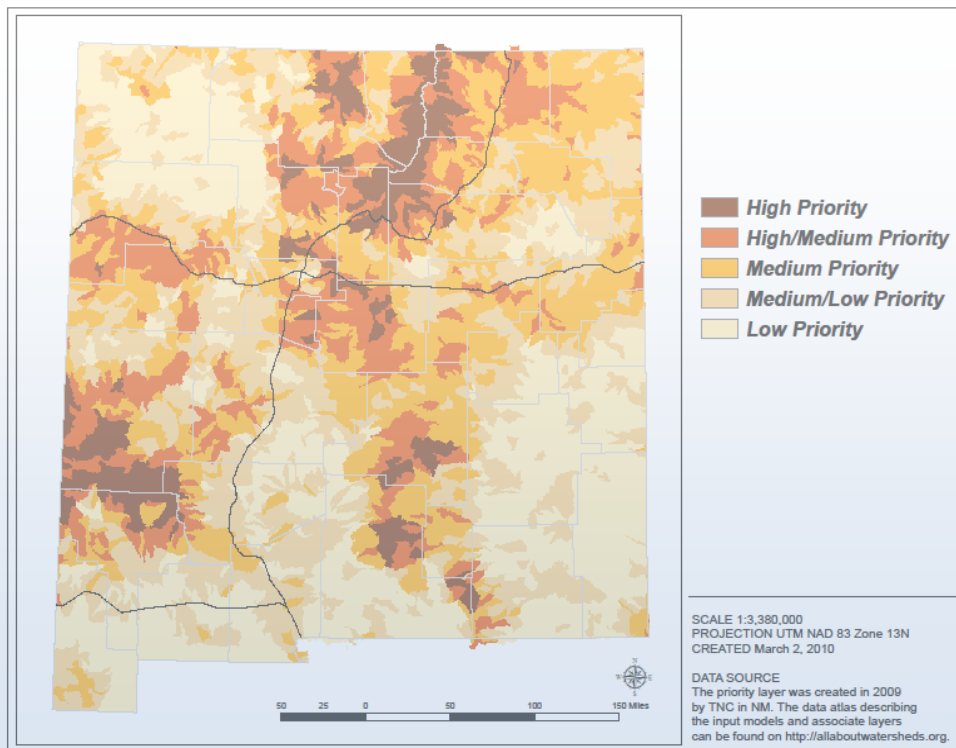 High Priority
High/Medium Priority
Medium Priority
Medium/Low Priority
Low Priority
SCALE 1:3,380,000
PROJECTION UTM NAD 83 Zone 13N
CREATED March 2, 2010
DATA SOURCE
The priority layer was created in 2009
by TNC in NM. The data atlas describing
the input models and associate layers
can be found on http://allaboutwatersheds.org.
N
W E
S
50 25 0 50 100 150 Miles